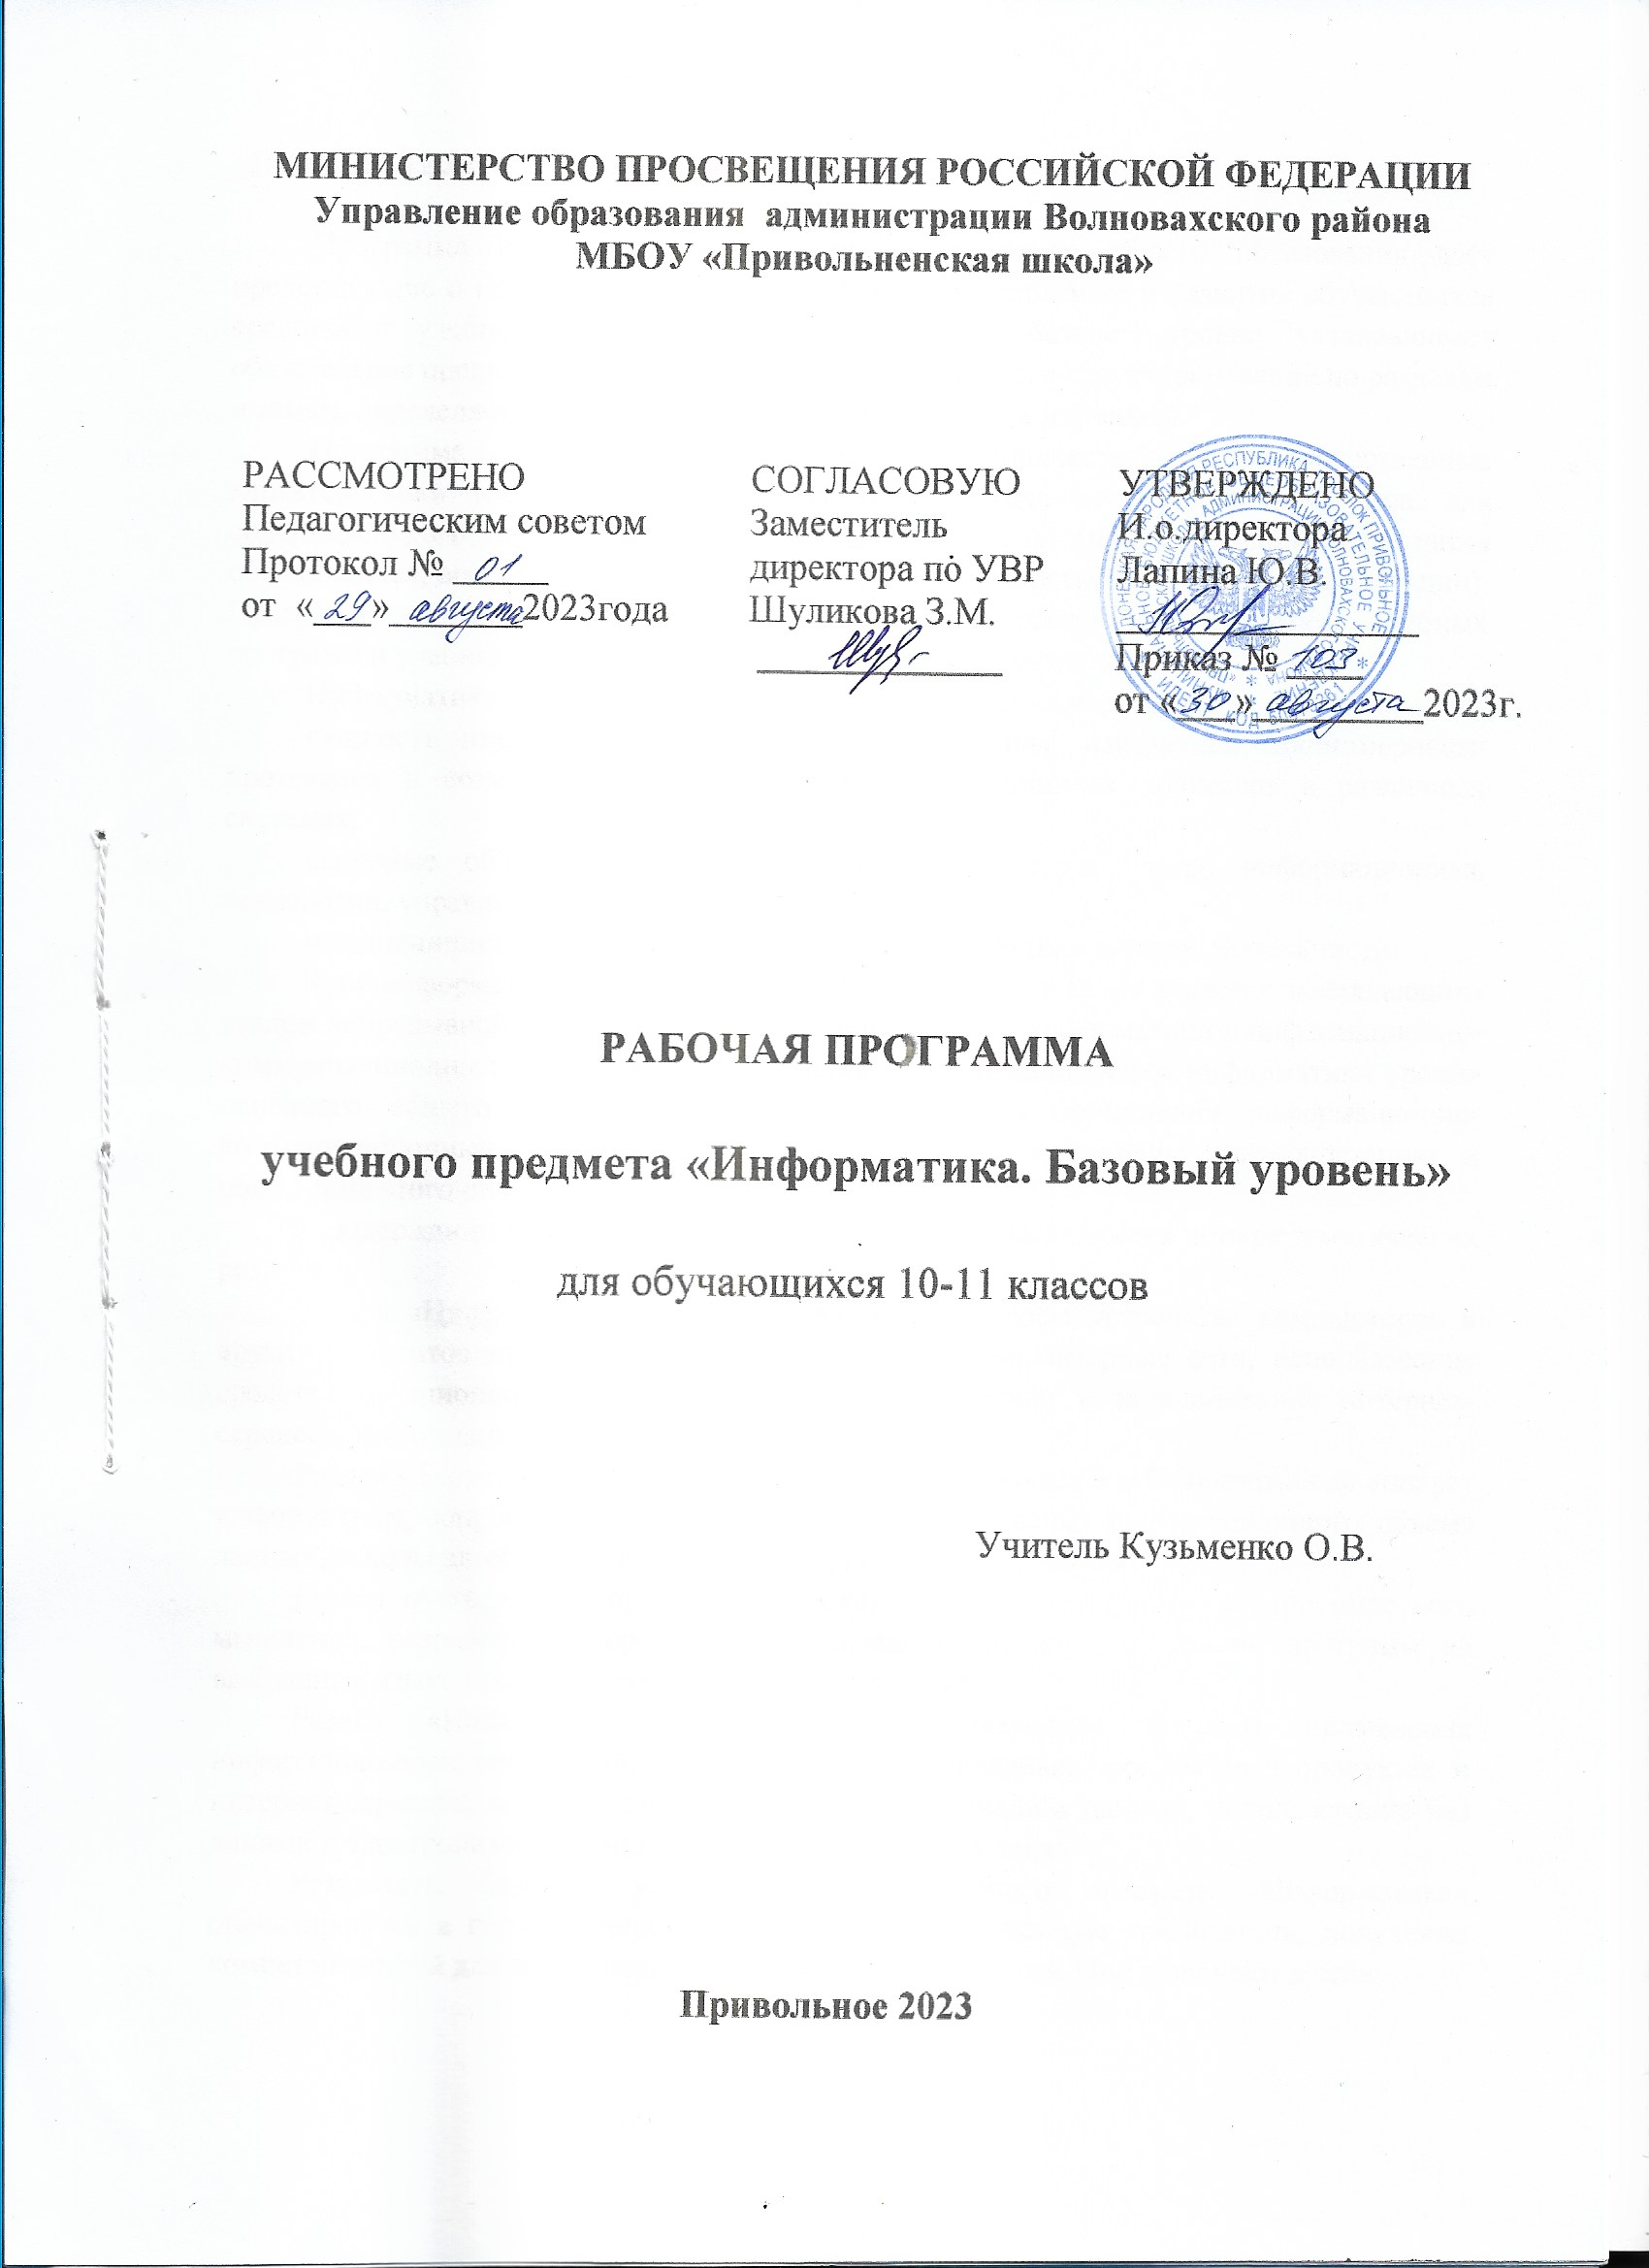 МИНИСТЕРСТВО ПРОСВЕЩЕНИЯ РОССИЙСКОЙ ФЕДЕРАЦИИ
Управление образования администрации Волновахского района
МБОУ «Привольненская школа»
РАССМОТРЕНО
Педагогическим советом
Протокол № 01
от «29» августа 2023года
СОГЛАСОВУЮ
Заместитель
директора по УВР
Шуликова З.М.
УТВЕРЖДЕНО
И.о.директора
Лапина Ю.В.
Приказ № 103
от «30» августа 2023г.
РАБОЧАЯ ПРОГРАММА
учебного предмета «Информатика. Базовый уровень»
для обучающихся 10-11 классов
Учитель Кузьменко О.В.
Привольное 2023